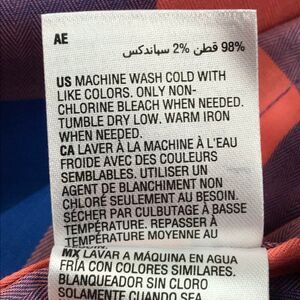 AE
98% قطن 2% سباندكس
US MACHINE WASH COLD WITH
LIKE COLORS. ONLY NON-
CHLORINE BLEACH WHEN NEEDED.
TUMBLE DRY LOW. WARM IRON
WHEN NEEDED.
CA LAVER À LA MACHINE À L'EAU
FROIDE AVEC DES COULEURS
SEMBLABLES. UTILISER UN
AGENT DE BLANCHIMENT NON
CHLORÉ SEULEMENT AU BESOIN.
SÉCHER PAR CULBUTAGE À BASSE
TEMPÉRATURE. REPASSER À
TEMPÉRATURE MOYENNE AU
MX LAVAR A MÁQUINA EN AGUA
FRÍA CON COLORES SIMILARES.
BLANQUEADOR SIN CLORO
SOLAMENTE CUANDO SEA